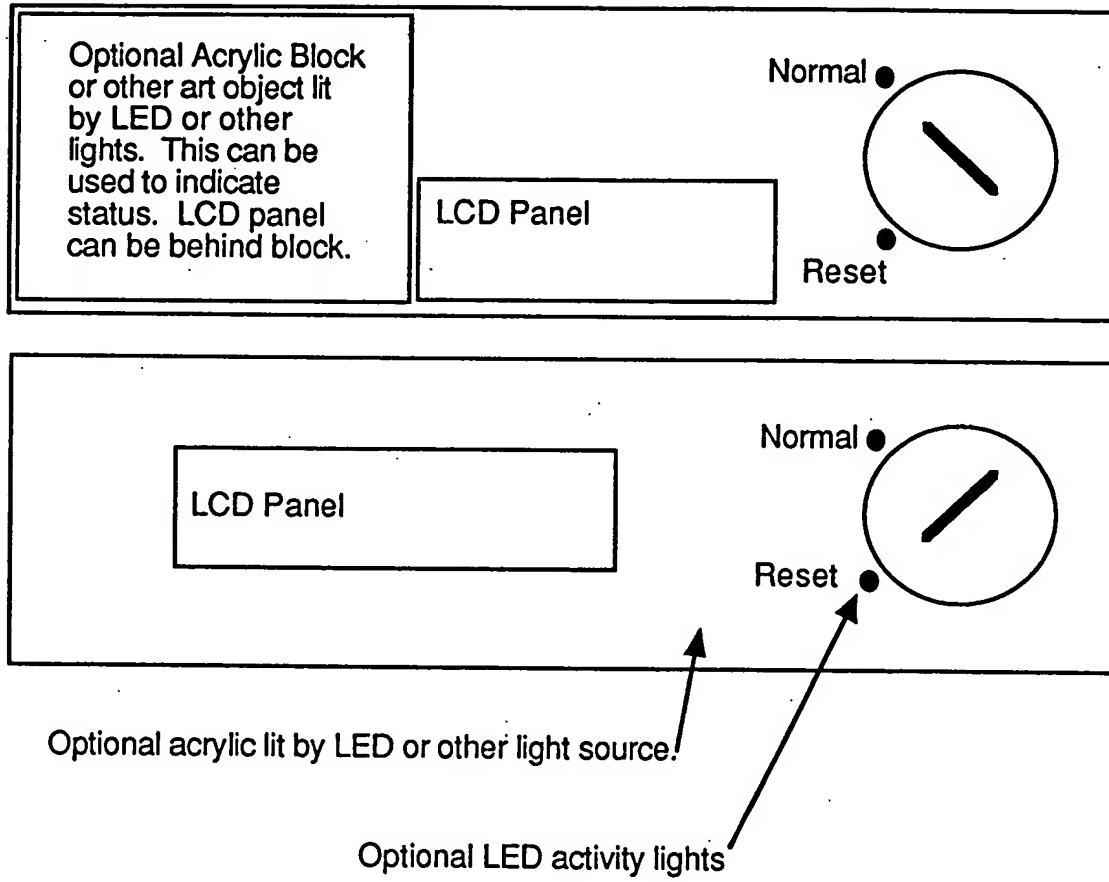 Optional Acrylic Block
or other art object lit
by LED or other
lights. This can be
used to indicate
status. LCD panel
can be behind block.
LCD Panel
Normal
Reset
LCD Panel
Normal
Reset
Optional acrylic lit by LED or other light source.
Optional LED activity lights